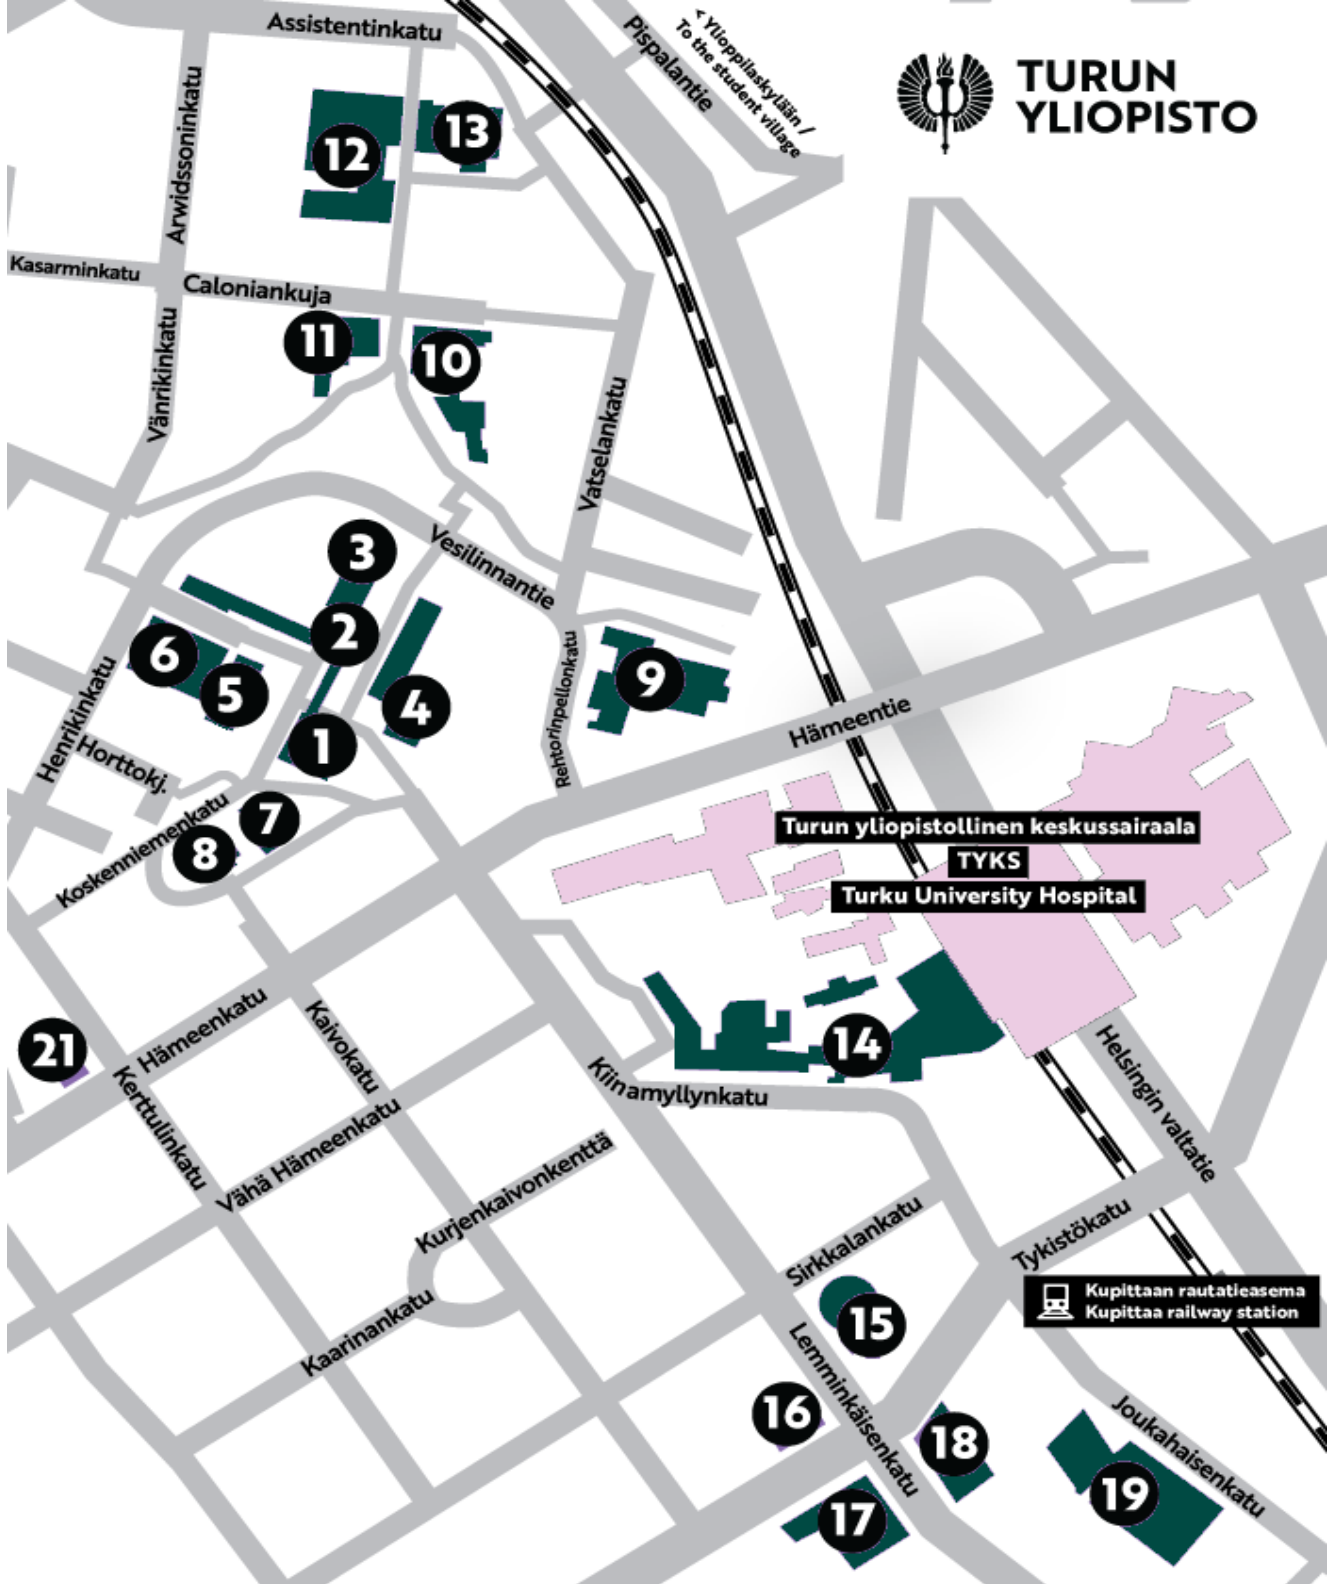 Assistentinkatu
Pispalantie
< Ylioppilaskylään /
To the student village
TURUN
YLIOPISTO
Arwidssoninkatu
12
13
Kasarminkatu
Caloniankuja
11
10
Vänrikinkatu
Vatselankatu
3
Vesilinnantie
2
6
5
4
9
1
Henrikinkatu
Rehtorinpellonkatu
Hämeentie
Horttokj.
7
8
Koskenniemenkatu
Turun yliopistollinen keskussairaala
TYKS
Turku University Hospital
21
Hämeenkatu
Kaivokatu
14
Kiinamyllynkatu
Helsingin valtatie
Kerttulinkatu
Vähä Hämeenkatu
Kurjenkaivonkenttä
Sirkkalankatu
Tykistökatu
Kupittaan rautatieasema
Kupittaa railway station
15
Kaarinankatu
Lemminkäisenkatu
16
18
Joukahaisenkatu
19
17